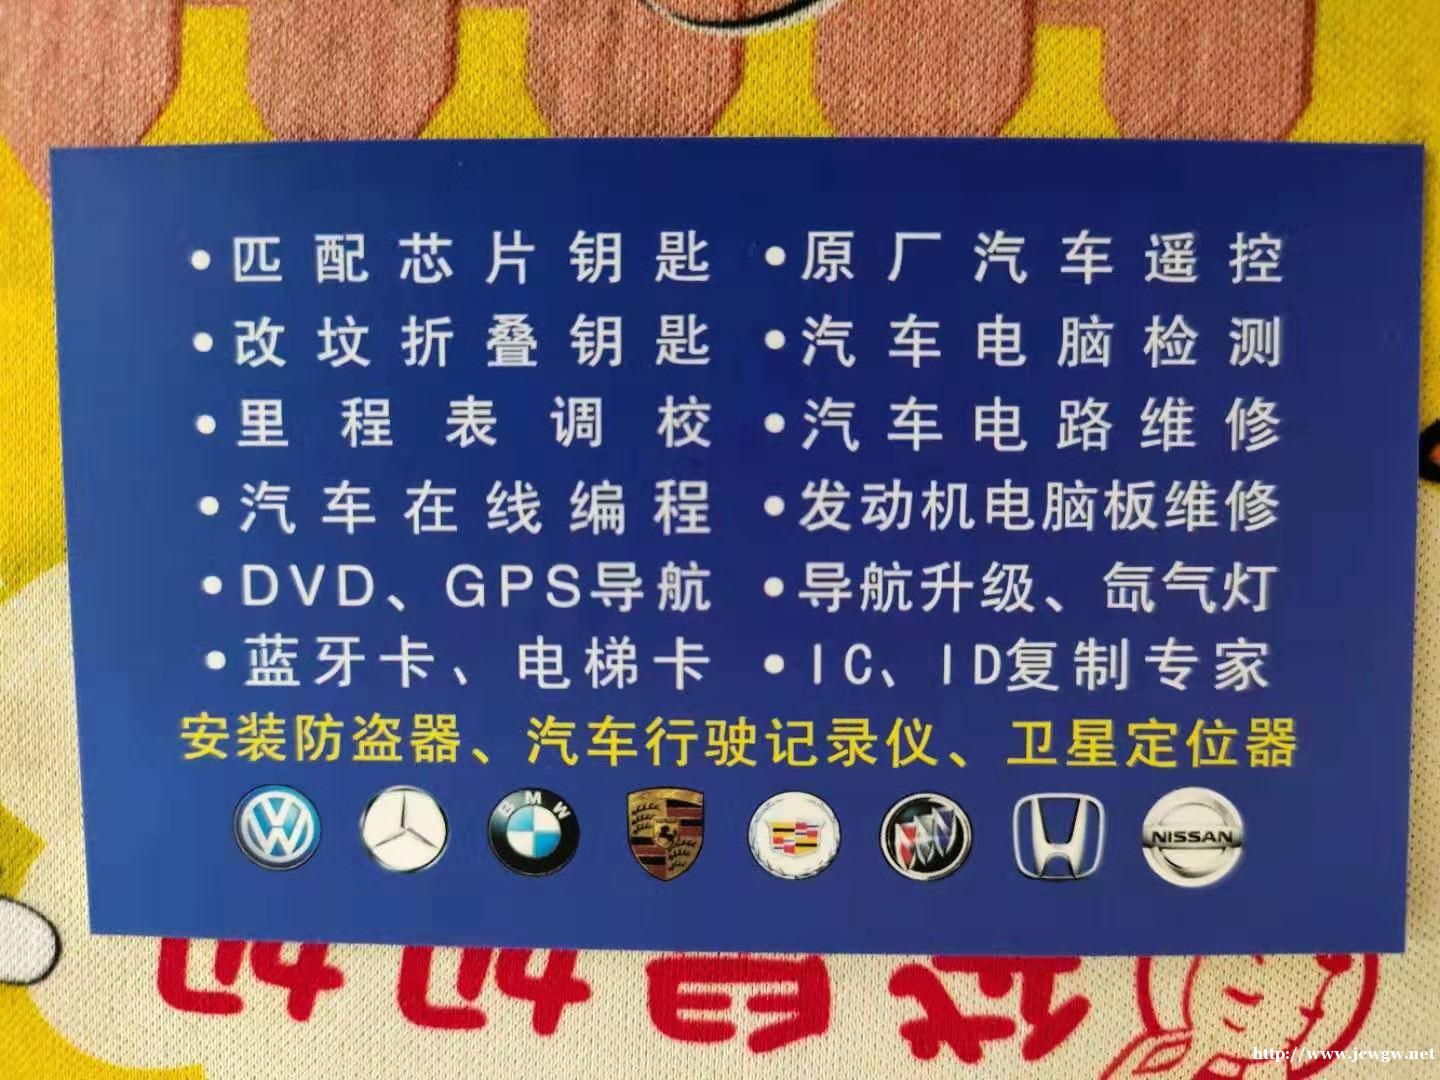 •匹配芯片钥匙
•改坟折叠钥匙
•里程表调校
•汽车在线编程
•DVD、GPS导航
•蓝牙卡、电梯卡
•原厂汽车遥控
•汽车电脑检测
•汽车电路维修
•发动机电脑板维修
•导航升级、氙气灯
•IC、ID复制专家
安装防盗器、汽车行驶记录仪、卫星定位器
BMW
NISSAN
http://www.jcwgw.net